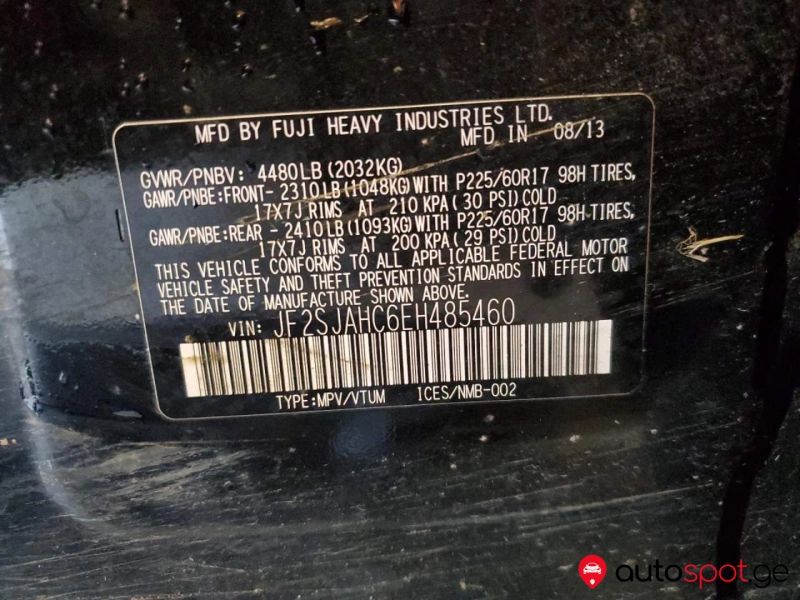 MFD BY FUJI HEAVY INDUSTRIES LTD.
MFD IN 08/13
GVWR/PNBV: 4480LB (2032KG)
GAWR/PNBE:FRONT- 2310LB (1048KG) WITH P225/60R17 98H TIRES,
17X7J RIMS AT 210 KPA ( 30 PSI) COLD
GAWR/PNBE:REAR - 2410LB (1093KG) WITH P225/60R17 98H TIRES,
17X7J RIMS AT 200 KPA ( 29 PSI) COLD
THIS VEHICLE CONFORMS TO ALL APPLICABLE FEDERAL MOTOR
VEHICLE SAFETY AND THEFT PREVENTION STANDARDS IN EFFECT ON
THE DATE OF MANUFACTURE SHOWN ABOVE.
VIN: JF2SJAHC6EH485460
TYPE:MPV/VTUM ICES/NMB-002
autospot.ge